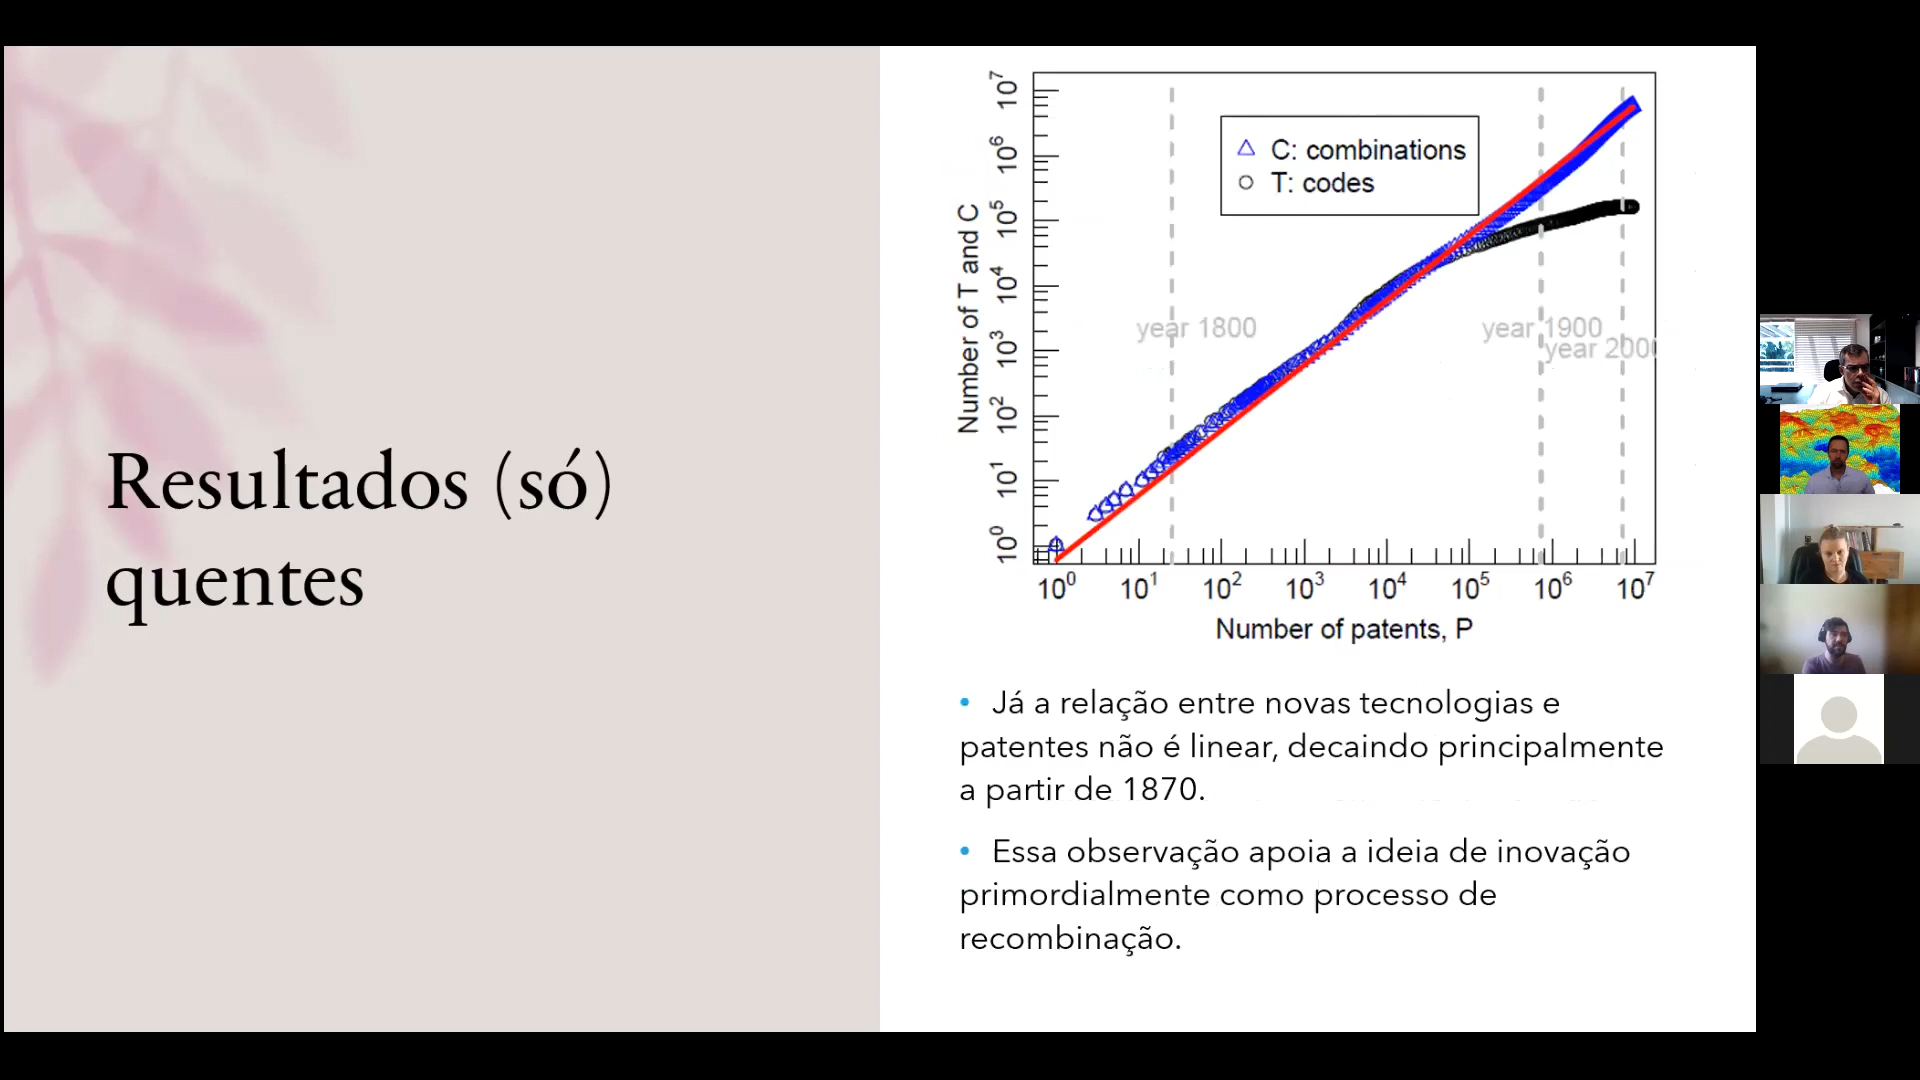 Resultados (só)
quentes
10⁷
10⁶
10⁵
10⁴
10³
10²
10¹
10⁰
Number of T and C
C: combinations
T: codes
year 1800
year 1900
year 200
10⁰ 10¹ 10² 10³ 10⁴ 10⁵ 10⁶ 10⁷
Number of patents, P
• Já a relação entre novas tecnologias e
patentes não é linear, decaindo principalmente
a partir de 1870.
• Essa observação apoia a ideia de inovação
primordialmente como processo de
recombinação.